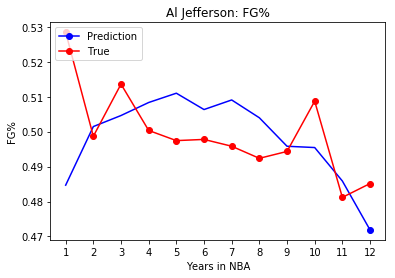 Al Jefferson: FG%
Prediction
True
0.53
0.52
0.51
0.50
0.49
0.48
0.47
FG%
1 2 3 4 5 6 7 8 9 10 11 12
Years in NBA